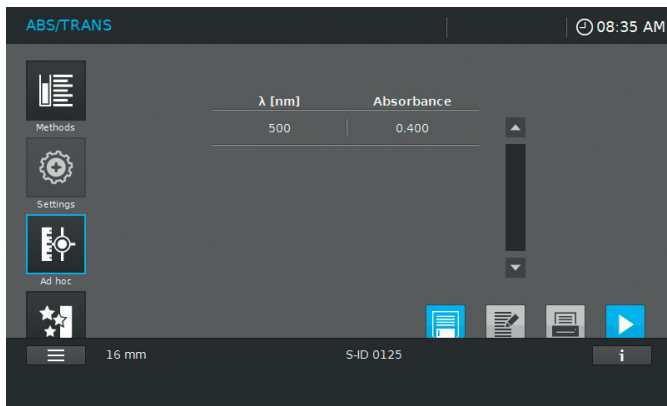 ABS/TRANS
08:35 AM
Methods
Settings
Ad hoc
λ [nm] Absorbance
500 0.400
16 mm S-ID 0125 i